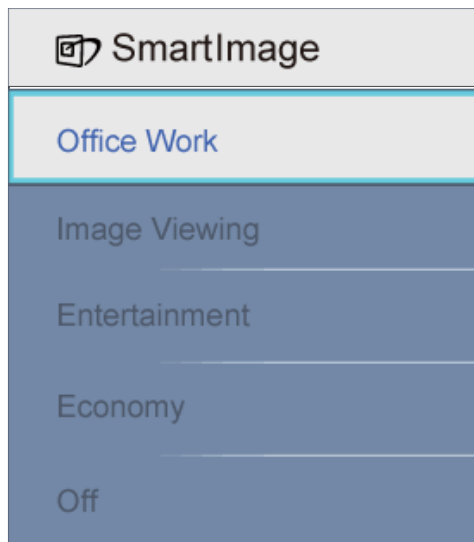 SmartImage
Office Work
Image Viewing
Entertainment
Economy
Off